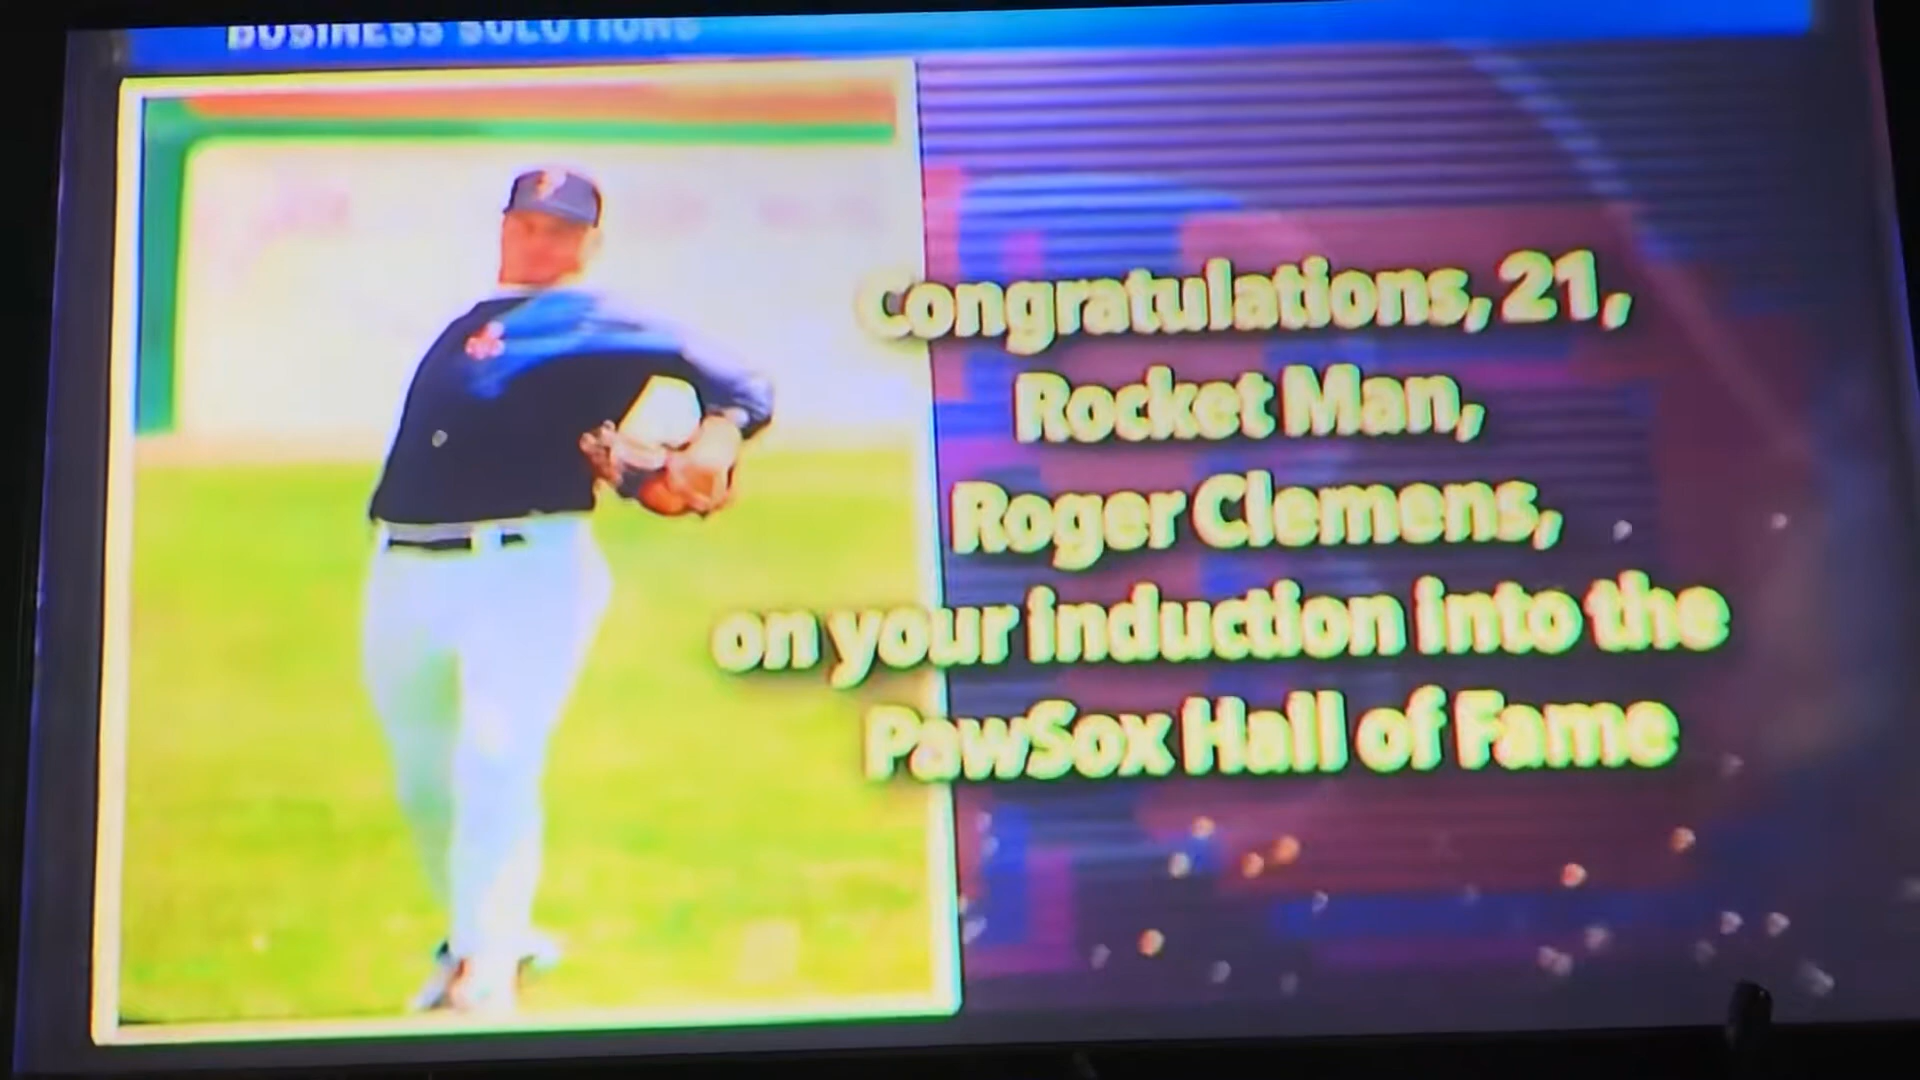 BUSINESS SOLUTIONS
Congratulations, 21,
Rocket Man,
Roger Clemens,
on your induction into the
PawSox Hall of Fame